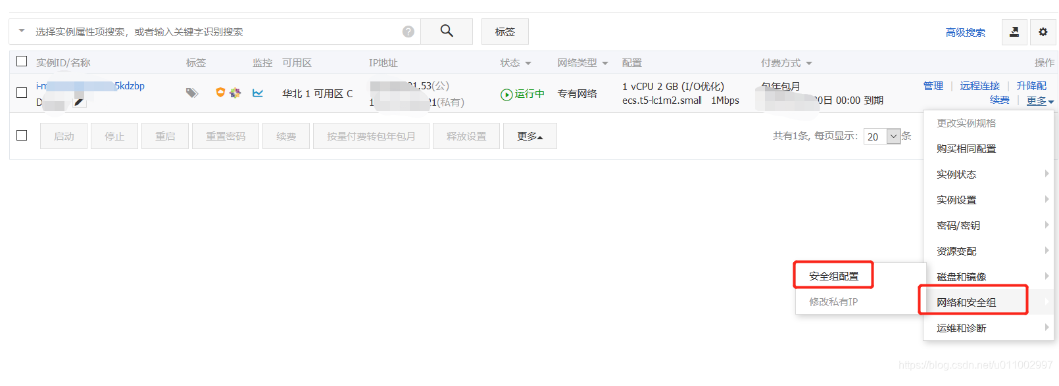 选择实例属性项搜索，或者输入关键字识别搜索
标签
高级搜索
实例ID/名称 标签 监控 可用区 IP地址 状态 网络类型 配置 付费方式 操作
5kdzbp
华北 1 可用区 C
.53(公)
21(私有)
运行中
专有网络
1 vCPU 2 GB (I/O优化)
ecs.t5-lc1m2.small 1Mbps
包年包月
0日 00:00 到期
管理 | 远程连接 | 升降配
续费 | 更多
启动 停止 重启 重置密码 续费 按量付费转包年包月 释放设置 更多
共有1条, 每页显示： 20 条
更改实例规格
购买相同配置
实例状态
实例设置
密码/密钥
资源变配
磁盘和镜像
网络和安全组
运维和诊断
安全组配置
修改私有IP
https://blog.csdn.net/u011002997